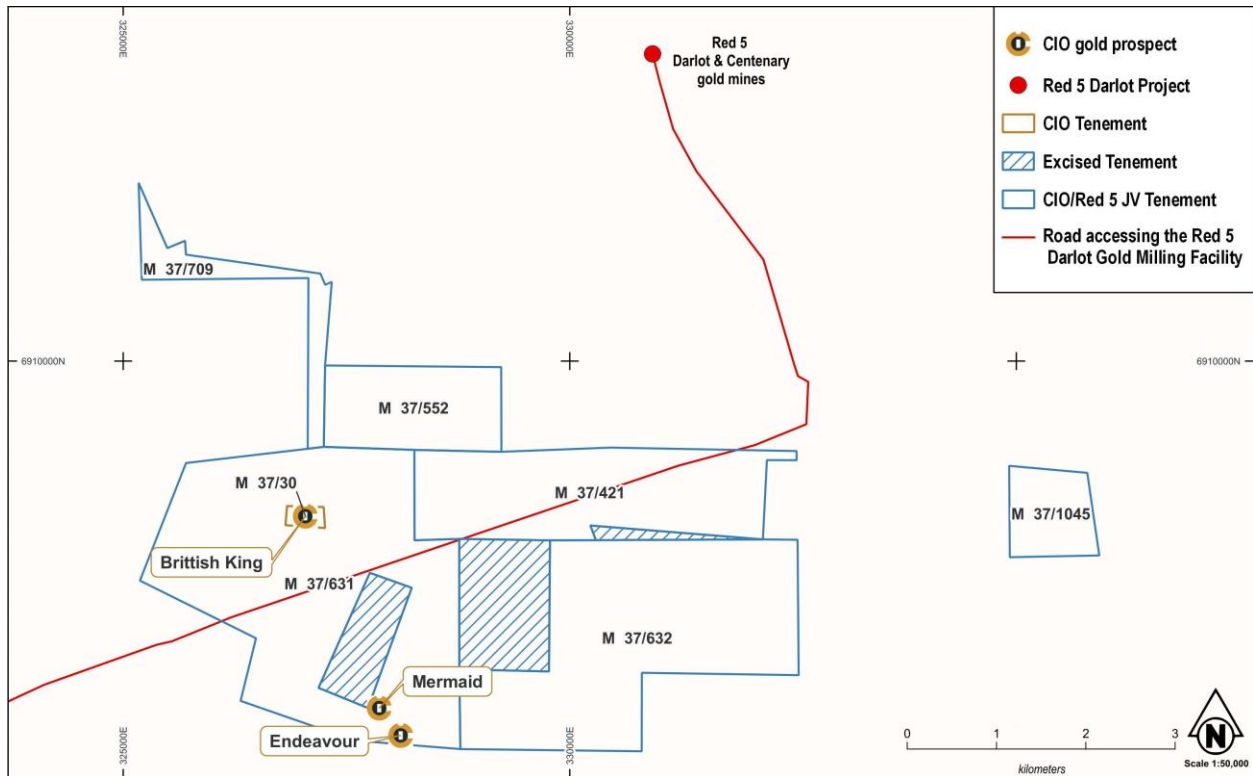 325000E
330000E
Red 5
Darlot & Centenary
gold mines
CIO gold prospect
Red 5 Darlot Project
CIO Tenement
Excised Tenement
CIO/Red 5 JV Tenement
Road accessing the Red 5
Darlot Gold Milling Facility
M 37/709
6910000N
6910000N
M 37/552
M 37/30
M 37/421
M 37/1045
Brittish King
M 37/631
M 37/632
Mermaid
Endeavour
0 1 2 3
kilometers
N
Scale 1:50,000
325000E
330000E